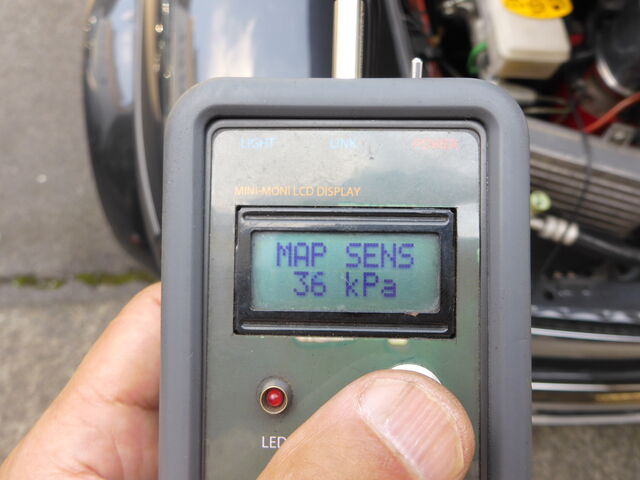 LIGHT LINK
MINI-MONI LCD DISPLAY
MAP SENS
36 kPa
LED